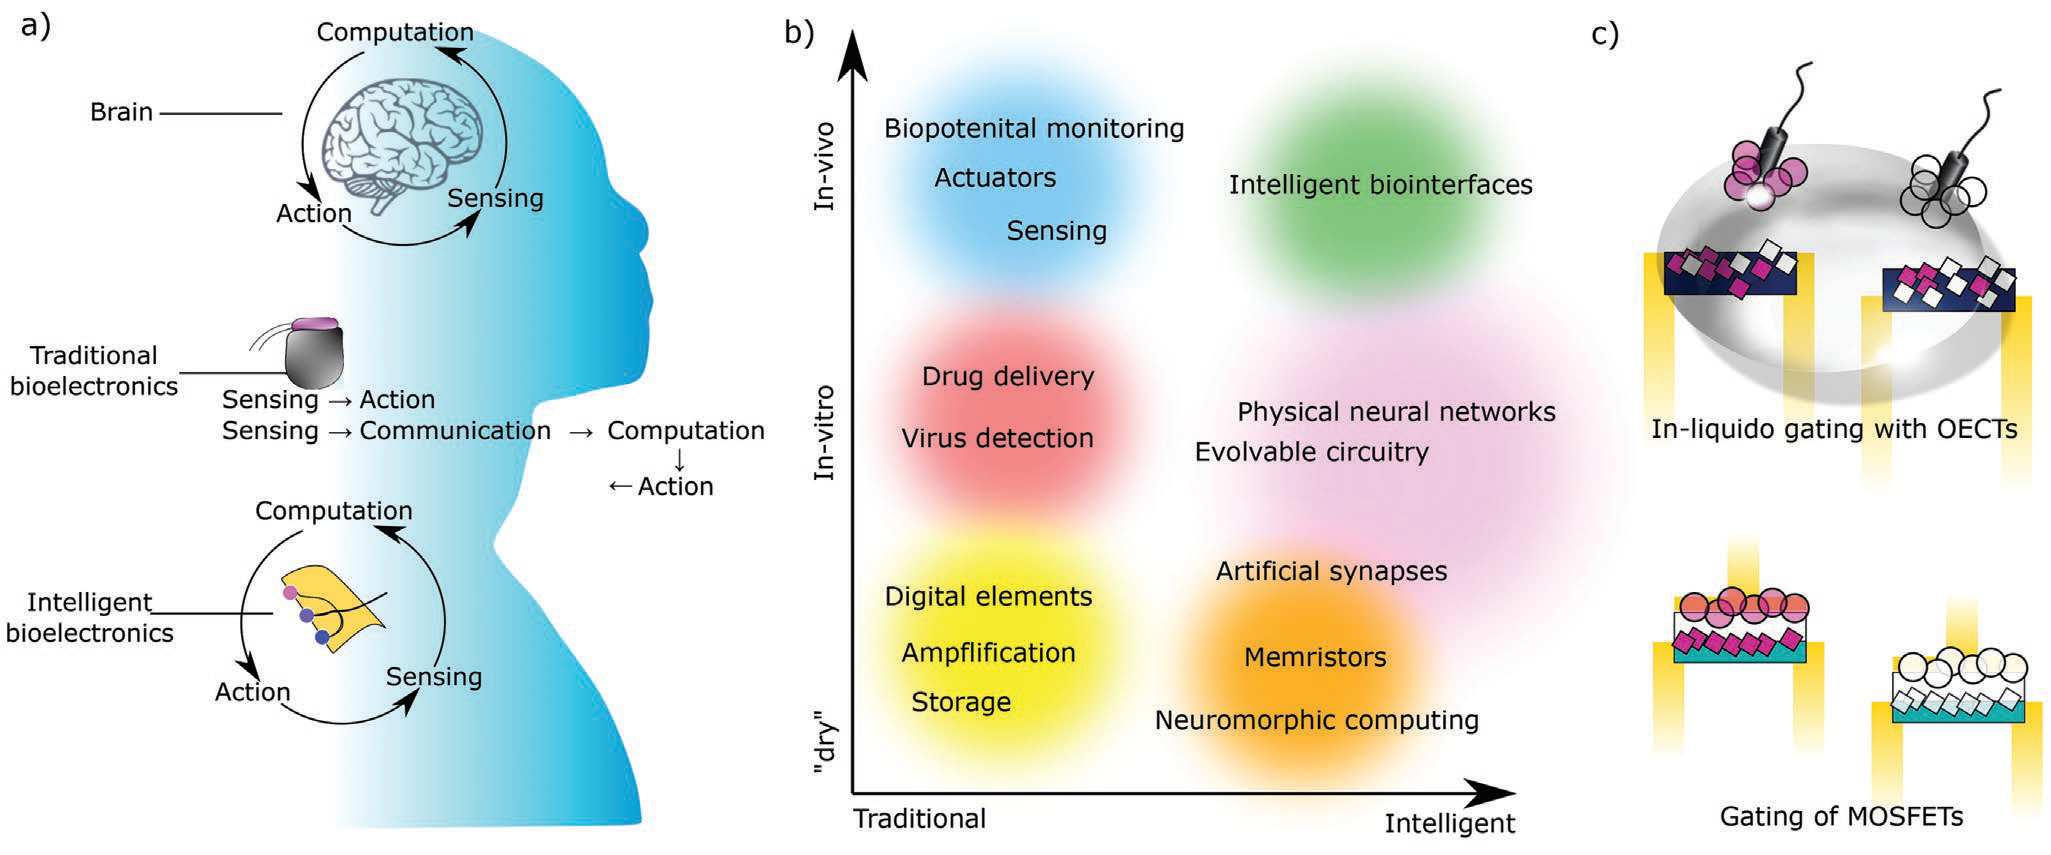 a)
Computation
Brain
Action
Sensing
Traditional
bioelectronics
Sensing → Action
Sensing → Communication → Computation
↓
← Action
Computation
Intelligent
bioelectronics
Action
Sensing
b)
In-vivo
In-vitro
"dry"
Biopotenital monitoring
Actuators
Sensing
Intelligent biointerfaces
Drug delivery
Virus detection
Physical neural networks
Evolvable circuitry
Digital elements
Ampflification
Storage
Artificial synapses
Memristors
Neuromorphic computing
Traditional
Intelligent
c)
In-liquido gating with OECTs
Gating of MOSFETs